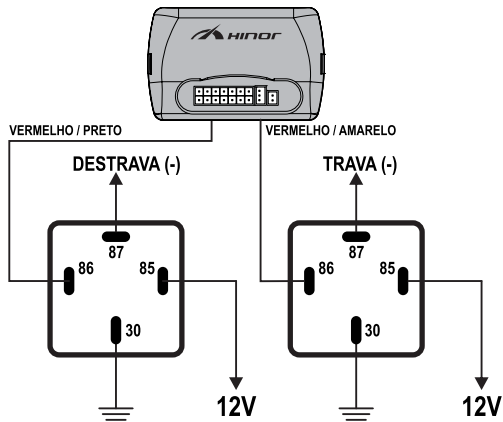 HINOR
VERMELHO / PRETO
VERMELHO / AMARELO
DESTRAVA (-)
TRAVA (-)
87
86
85
30
87
86
85
30
12V
12V